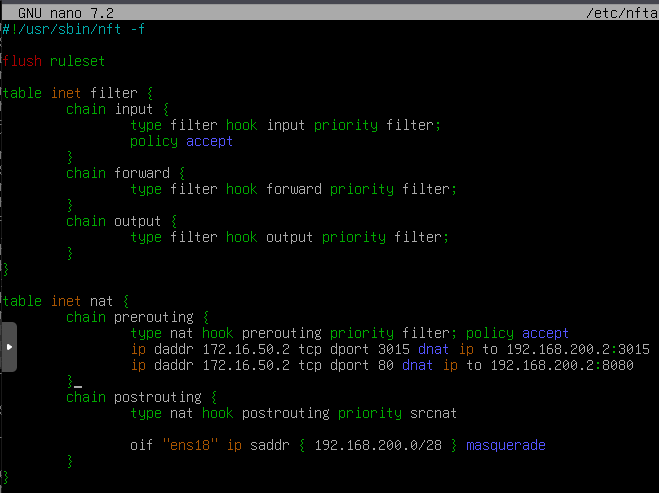 GNU nano 7.2 /etc/nfta
#!/usr/sbin/nft -f
flush ruleset
table inet filter {
chain input {
type filter hook input priority filter;
policy accept
}
chain forward {
type filter hook forward priority filter;
}
chain output {
type filter hook output priority filter;
}
}
table inet nat {
chain prerouting {
type nat hook prerouting priority filter; policy accept
ip daddr 172.16.50.2 tcp dport 3015 dnat ip to 192.168.200.2:3015
ip daddr 172.16.50.2 tcp dport 80 dnat ip to 192.168.200.2:8080
}
chain postrouting {
type nat hook postrouting priority srcnat
oif "ens18" ip saddr { 192.168.200.0/28 } masquerade
}
}